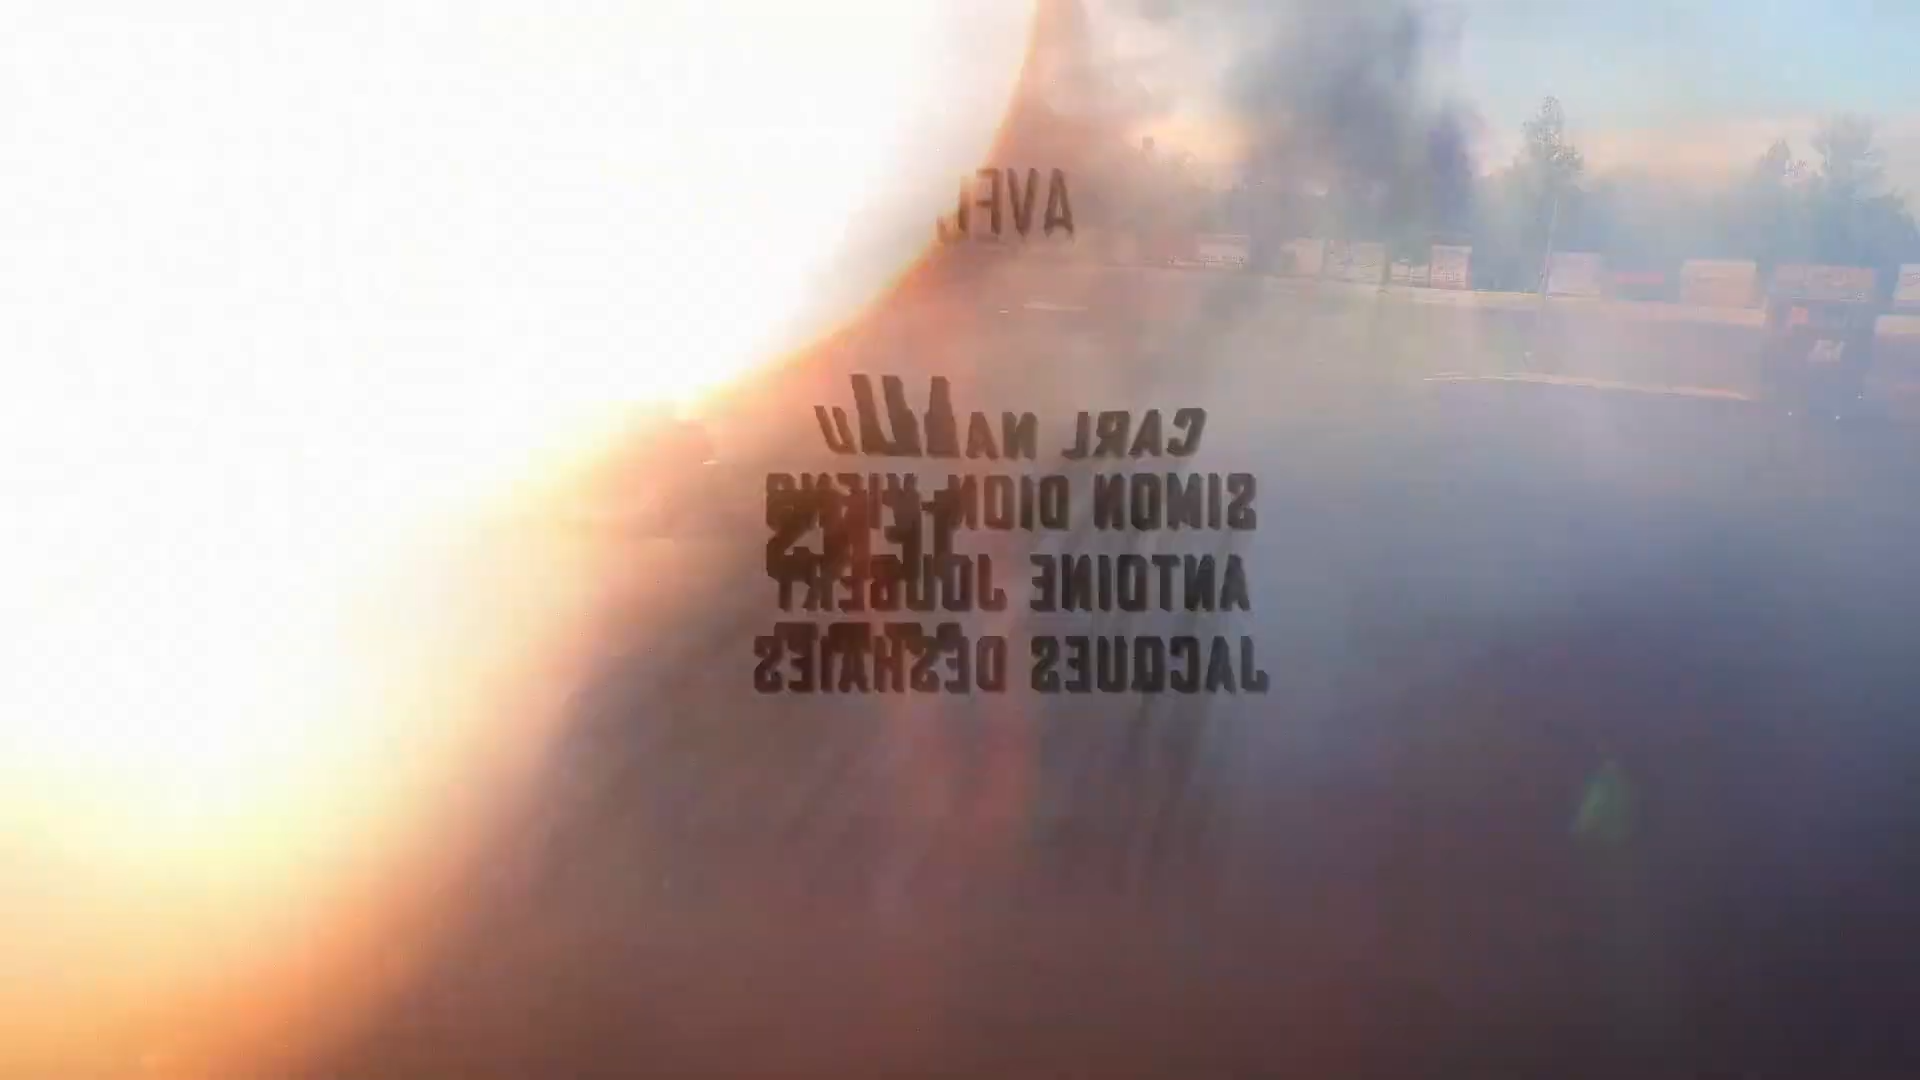 AVEC
CARL NADEAU
SIMON DION-VIENS
ANTOINE JOUBERT
JACQUES DESHAIES